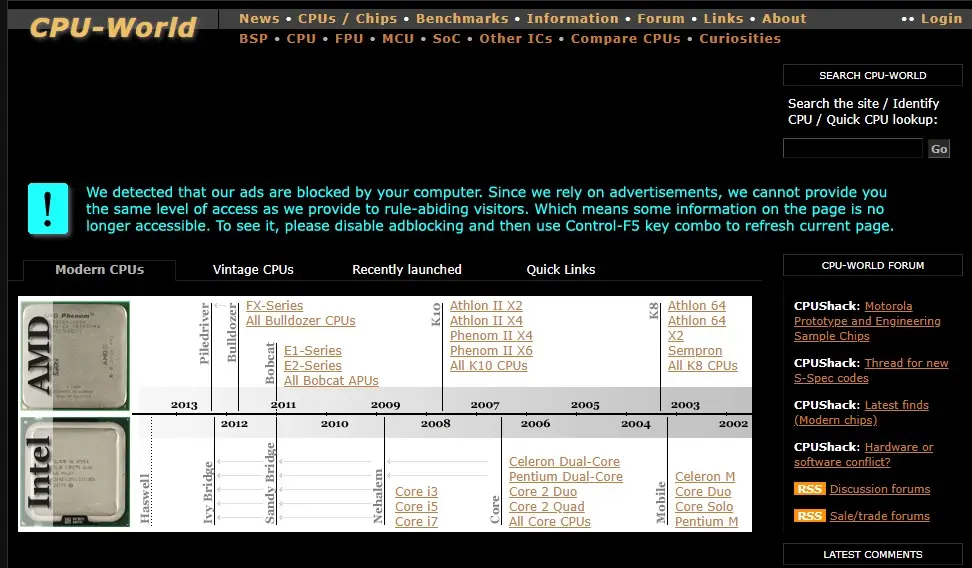 CPU-World
News • CPUs / Chips • Benchmarks • Information • Forum • Links • About
•• Login
BSP • CPU • FPU • MCU • SoC • Other ICs • Compare CPUs • Curiosities
SEARCH CPU-WORLD
Search the site / Identify
CPU / Quick CPU lookup:
Go
!
We detected that our ads are blocked by your computer. Since we rely on advertisements, we cannot provide you
the same level of access as we provide to rule-abiding visitors. Which means some information on the page is no
longer accessible. To see it, please disable adblocking and then use Control-F5 key combo to refresh current page.
Modern CPUs
Vintage CPUs
Recently launched
Quick Links
AMD
AMD Phenom
Piledriver
Bulldozer
FX-Series
All Bulldozer CPUs
Bobcat
E1-Series
E2-Series
All Bobcat APUs
K10
Athlon II X2
Athlon II X4
Phenom II X4
Phenom II X6
All K10 CPUs
K8
Athlon 64
Athlon 64
X2
Sempron
All K8 CPUs
2013
2011
2009
2007
2005
2003
2012
2010
2008
2006
2004
2002
Intel
Haswell
Ivy Bridge
Sandy Bridge
Nehalem
Core i3
Core i5
Core i7
Core
Celeron Dual-Core
Pentium Dual-Core
Core 2 Duo
Core 2 Quad
All Core CPUs
Mobile
Celeron M
Core Duo
Core Solo
Pentium M
CPU-WORLD FORUM
CPUShack: Motorola
Prototype and Engineering
Sample Chips
CPUShack: Thread for new
S-Spec codes
CPUShack: Latest finds
(Modern chips)
CPUShack: Hardware or
software conflict?
RSS Discussion forums
RSS Sale/trade forums
LATEST COMMENTS